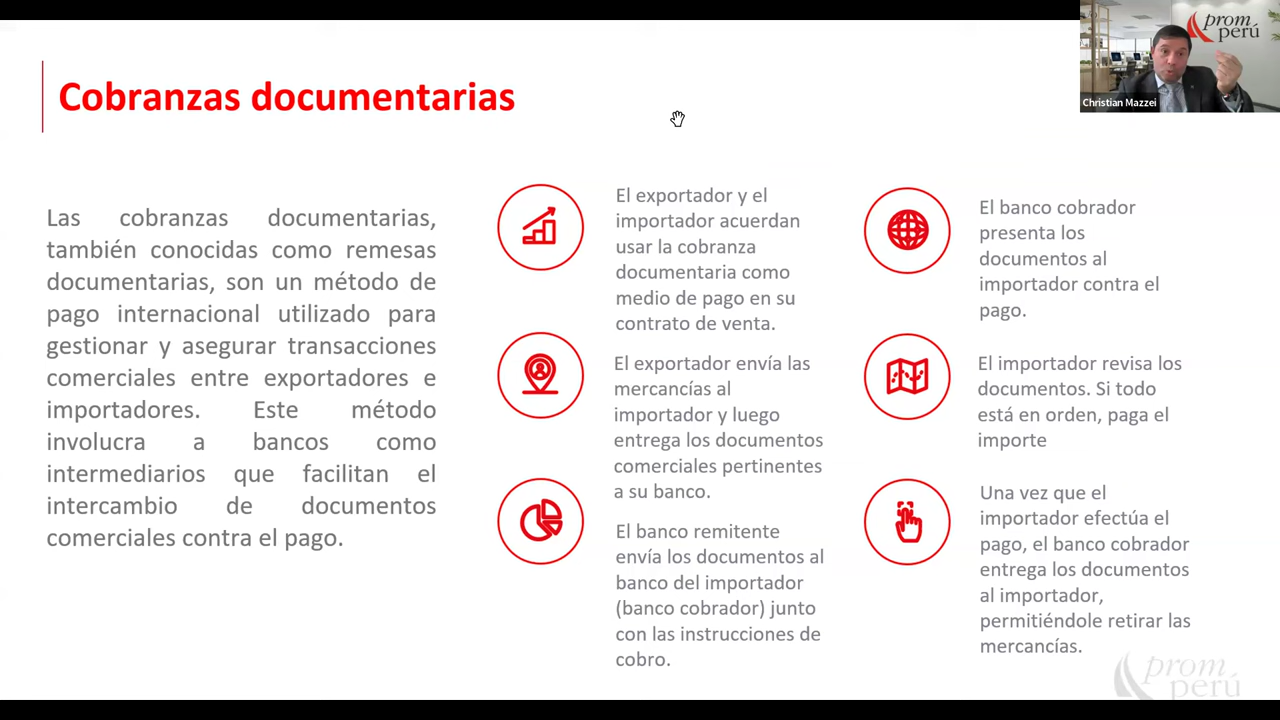 prom
perú
Christian Mazzei
Cobranzas documentarias
Las cobranzas documentarias,
también conocidas como remesas
documentarias, son un método de
pago internacional utilizado para
gestionar y asegurar transacciones
comerciales entre exportadores e
importadores. Este método
involucra a bancos como
intermediarios que facilitan el
intercambio de documentos
comerciales contra el pago.
El exportador y el
importador acuerdan
usar la cobranza
documentaria como
medio de pago en su
contrato de venta.
El exportador envía las
mercancías al
importador y luego
entrega los documentos
comerciales pertinentes
a su banco.
El banco remitente
envía los documentos al
banco del importador
(banco cobrador) junto
con las instrucciones de
cobro.
El banco cobrador
presenta los
documentos al
importador contra el
pago.
El importador revisa los
documentos. Si todo
está en orden, paga el
importe
Una vez que el
importador efectúa el
pago, el banco cobrador
entrega los documentos
al importador,
permitiéndole retirar las
mercancías.
prom
perú